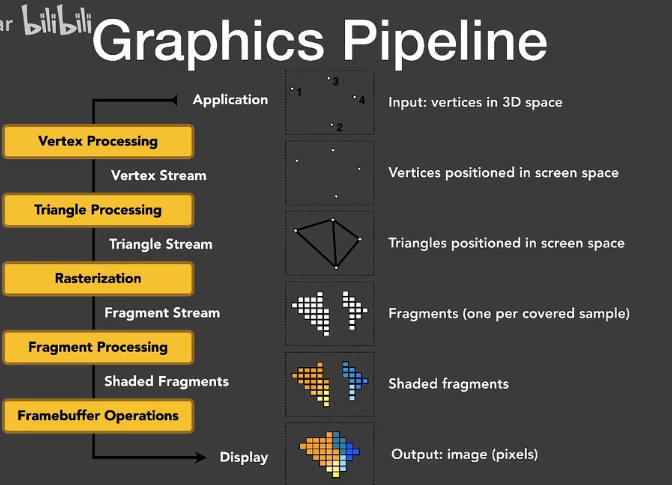 ar bilibili
Graphics Pipeline
Application
1
3
4
2
Input: vertices in 3D space
Vertex Processing
Vertex Stream
Vertices positioned in screen space
Triangle Processing
Triangle Stream
Triangles positioned in screen space
Rasterization
Fragment Stream
Fragments (one per covered sample)
Fragment Processing
Shaded Fragments
Shaded fragments
Framebuffer Operations
Display
Output: image (pixels)